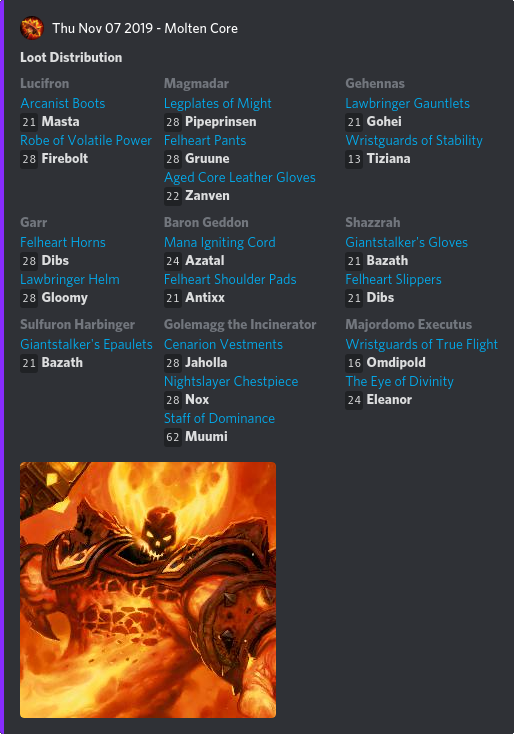 Thu Nov 07 2019 - Molten Core
Loot Distribution
Lucifron
Arcanist Boots
21 Masta
Robe of Volatile Power
28 Firebolt
Magmadar
Legplates of Might
28 Pipeprinsen
Felheart Pants
28 Gruune
Aged Core Leather Gloves
22 Zanven
Gehennas
Lawbringer Gauntlets
21 Gohei
Wristguards of Stability
13 Tiziana
Garr
Felheart Horns
28 Dibs
Lawbringer Helm
28 Gloomy
Baron Geddon
Mana Igniting Cord
24 Azatal
Felheart Shoulder Pads
21 Antixx
Shazzrah
Giantstalker's Gloves
21 Bazath
Felheart Slippers
21 Dibs
Sulfuron Harbinger
Giantstalker's Epaulets
21 Bazath
Golemagg the Incinerator
Cenarion Vestments
28 Jaholla
Nightslayer Chestpiece
28 Nox
Staff of Dominance
62 Muumi
Majordomo Executus
Wristguards of True Flight
16 Omdipold
The Eye of Divinity
24 Eleanor